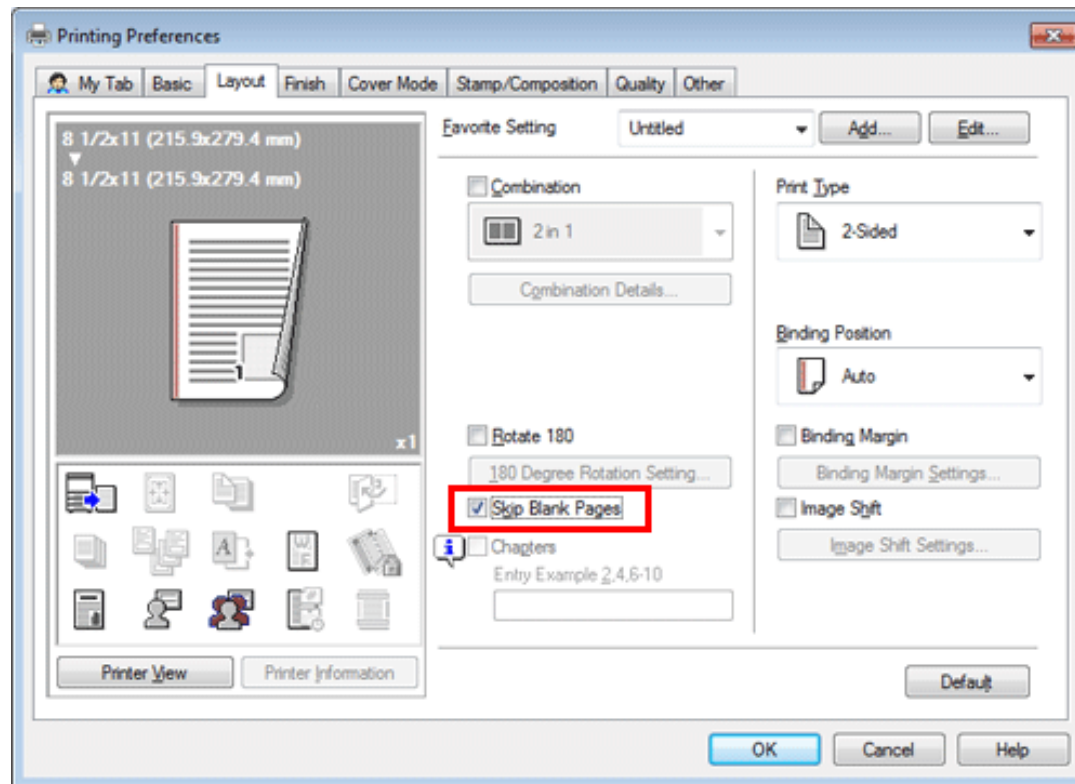 Printing Preferences
My Tab Basic Layout Finish Cover Mode Stamp/Composition Quality Other
8 1/2x11 (215.9x279.4 mm)
8 1/2x11 (215.9x279.4 mm)
1
x1
Printer View Printer Information
Favorite Setting Untitled Add... Edit...
Combination
2 in 1
Combination Details...
Rotate 180
180 Degree Rotation Setting...
Skip Blank Pages
Chapters
Entry Example 2,4,6-10
Print Type
2-Sided
Binding Position
Auto
Binding Margin
Binding Margin Settings...
Image Shift
Image Shift Settings...
Default
OK Cancel Help